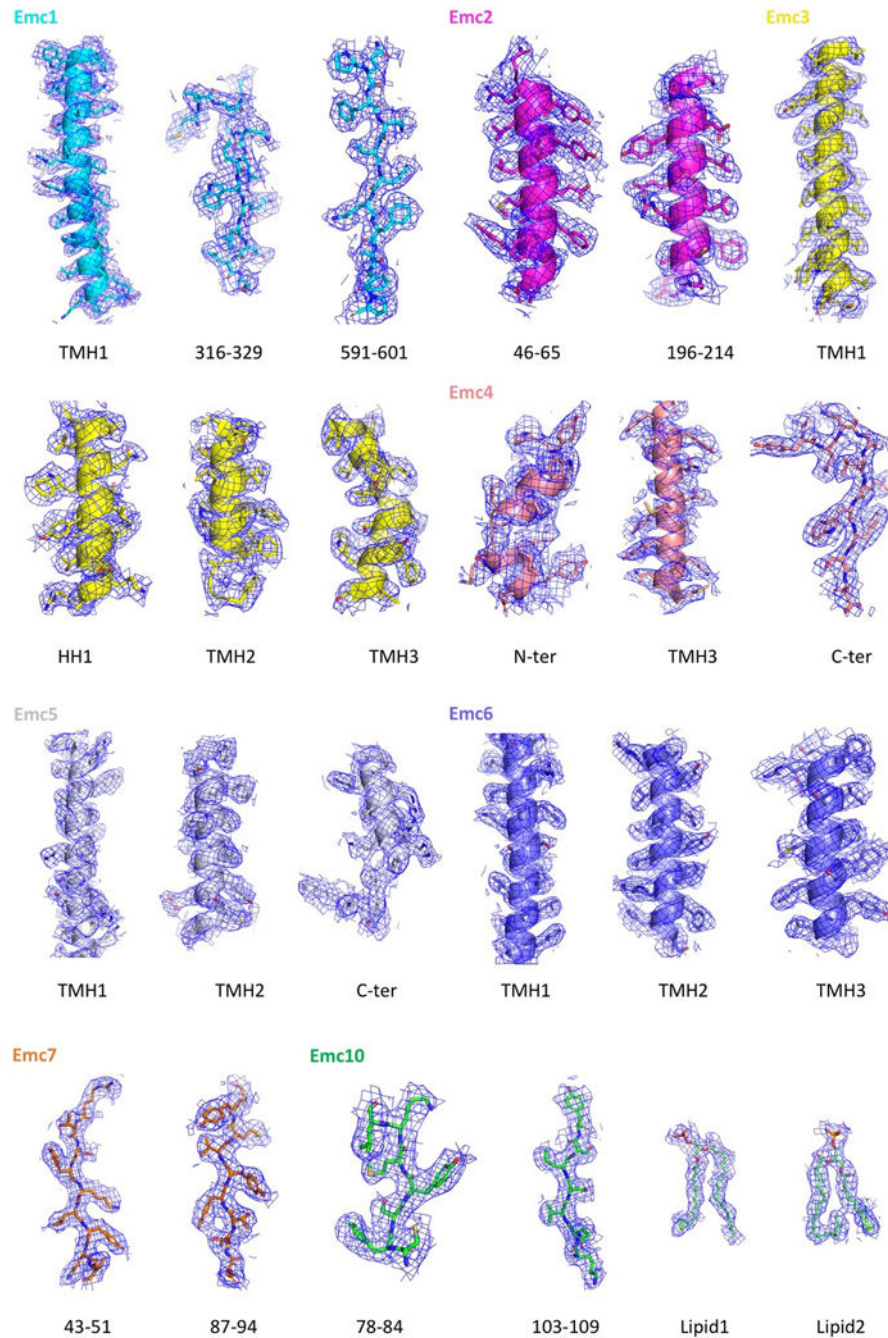 Emc1 Emc2 Emc3
TMH1 316-329 591-601 46-65 196-214 TMH1
Emc4
HH1 TMH2 TMH3 N-ter TMH3 C-ter
Emc5 Emc6
TMH1 TMH2 C-ter TMH1 TMH2 TMH3
Emc7 Emc10
43-51 87-94 78-84 103-109 Lipid1 Lipid2